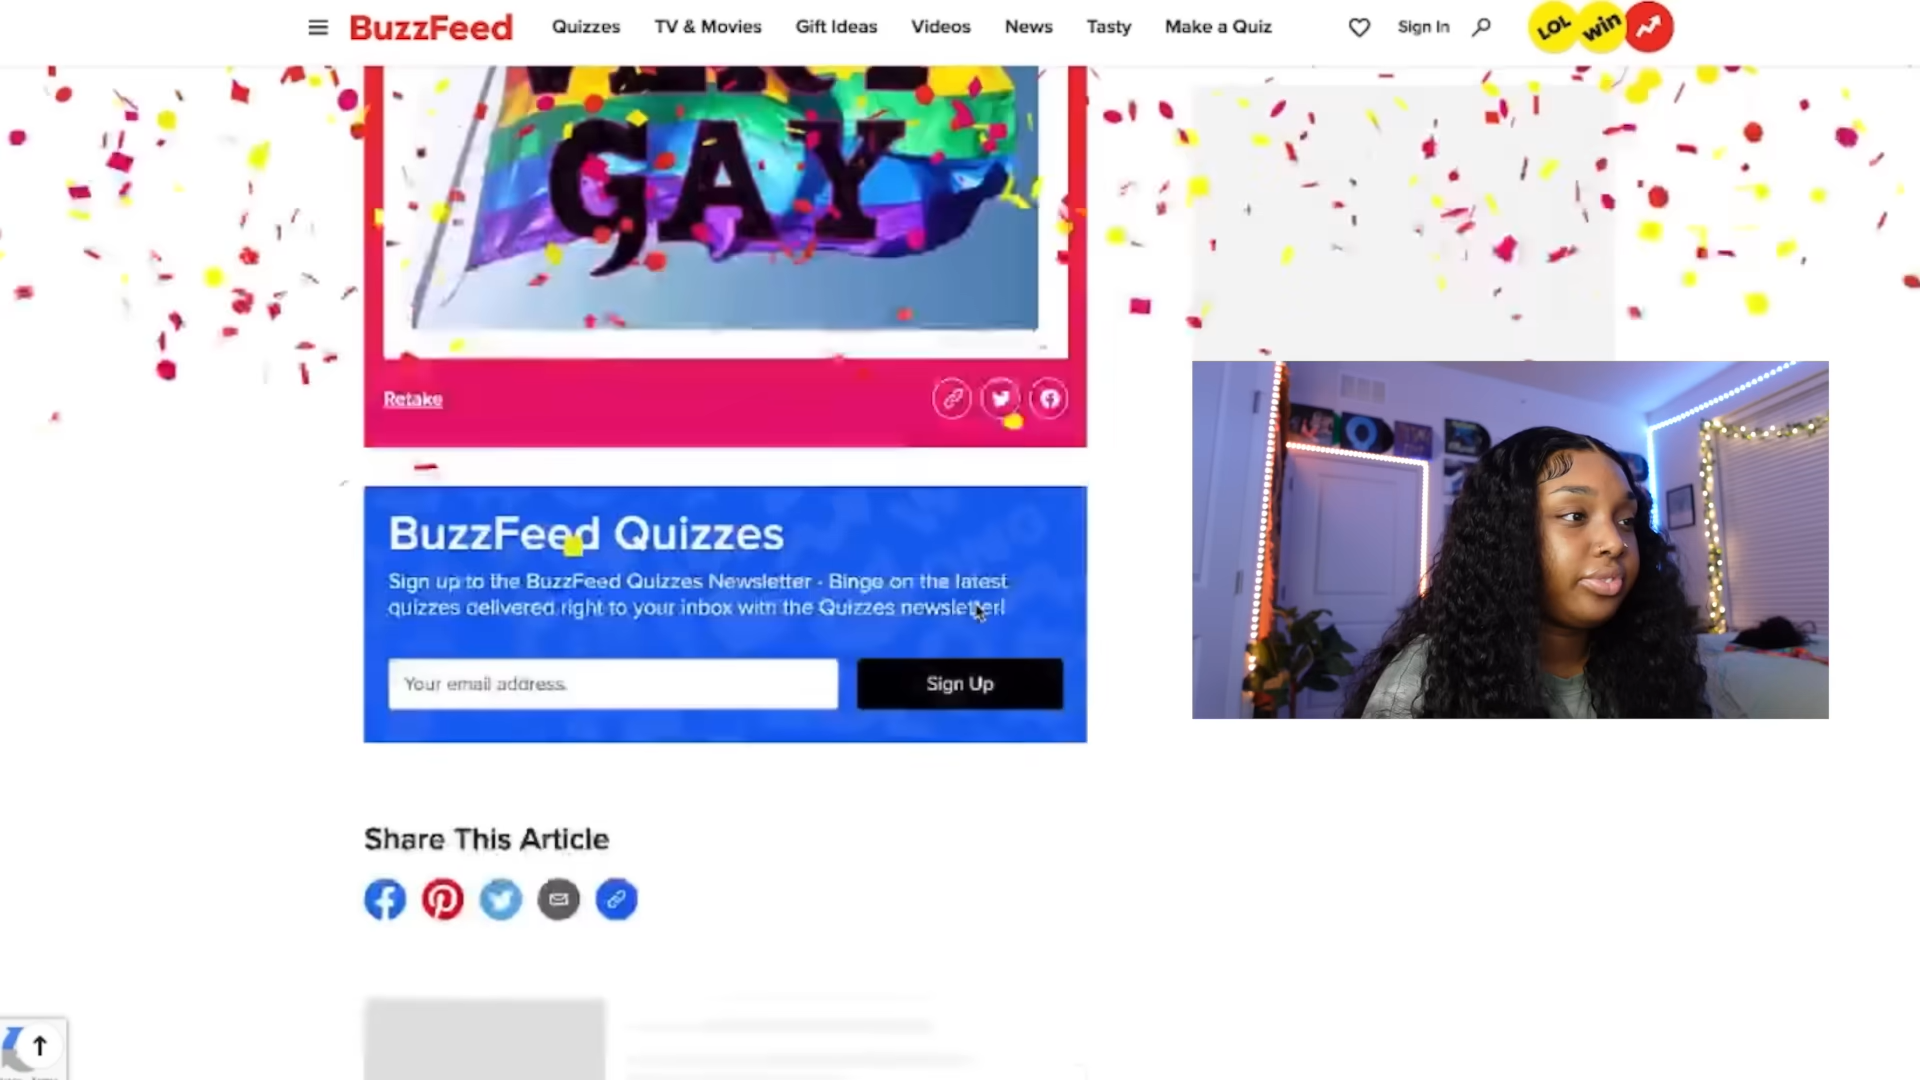 BuzzFeed
Quizzes TV & Movies Gift Ideas Videos News Tasty Make a Quiz Sign In LOL win
GAY
Retake
BuzzFeed Quizzes
Sign up to the BuzzFeed Quizzes Newsletter - Binge on the latest
quizzes delivered right to your inbox with the Quizzes newsletter!
Your email address.
Sign Up
Share This Article